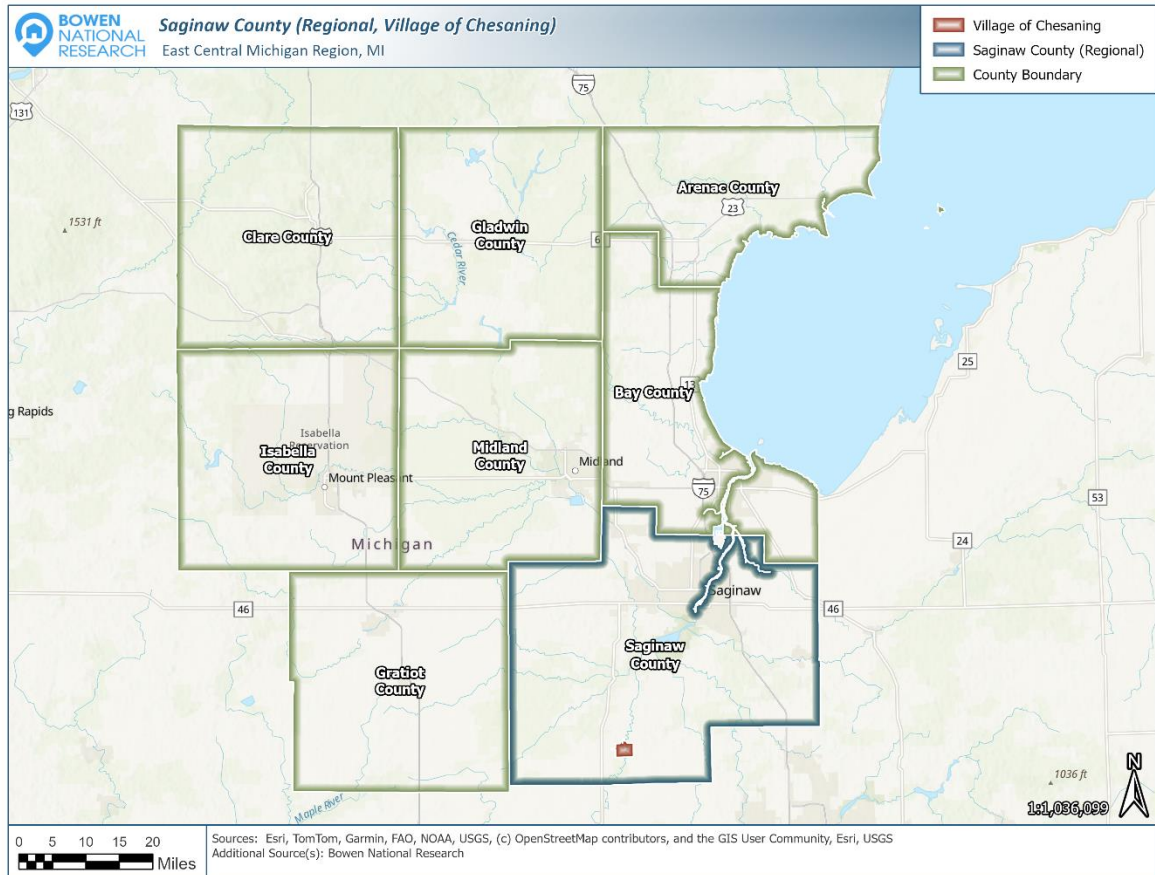 BOWEN
NATIONAL
RESEARCH
Saginaw County (Regional, Village of Chesaning)
East Central Michigan Region, MI
Village of Chesaning
Saginaw County (Regional)
County Boundary
75
131
Arenac County
23
1531 ft
Clare County
Gladwin
County
Cedar River
6
25
Bay County
13
g Rapids
Isabella
Reservation
Isabella
County
Mount Pleasant
Midland
County
Midland
75
53
24
Michigan
46
Saginaw
46
Saginaw
County
Gratiot
County
Maple River
1036 ft
N
1:1,036,099
0 5 10 15 20
Miles
Sources: Esri, TomTom, Garmin, FAO, NOAA, USGS, (c) OpenStreetMap contributors, and the GIS User Community, Esri, USGS
Additional Source(s): Bowen National Research